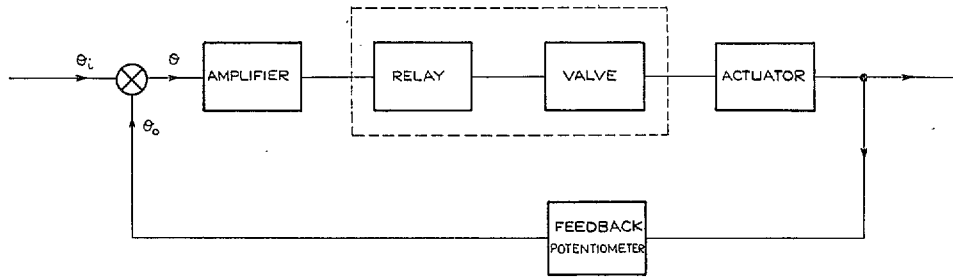 θi
θ
AMPLIFIER
RELAY
VALVE
ACTUATOR
θo
FEEDBACK
POTENTIOMETER